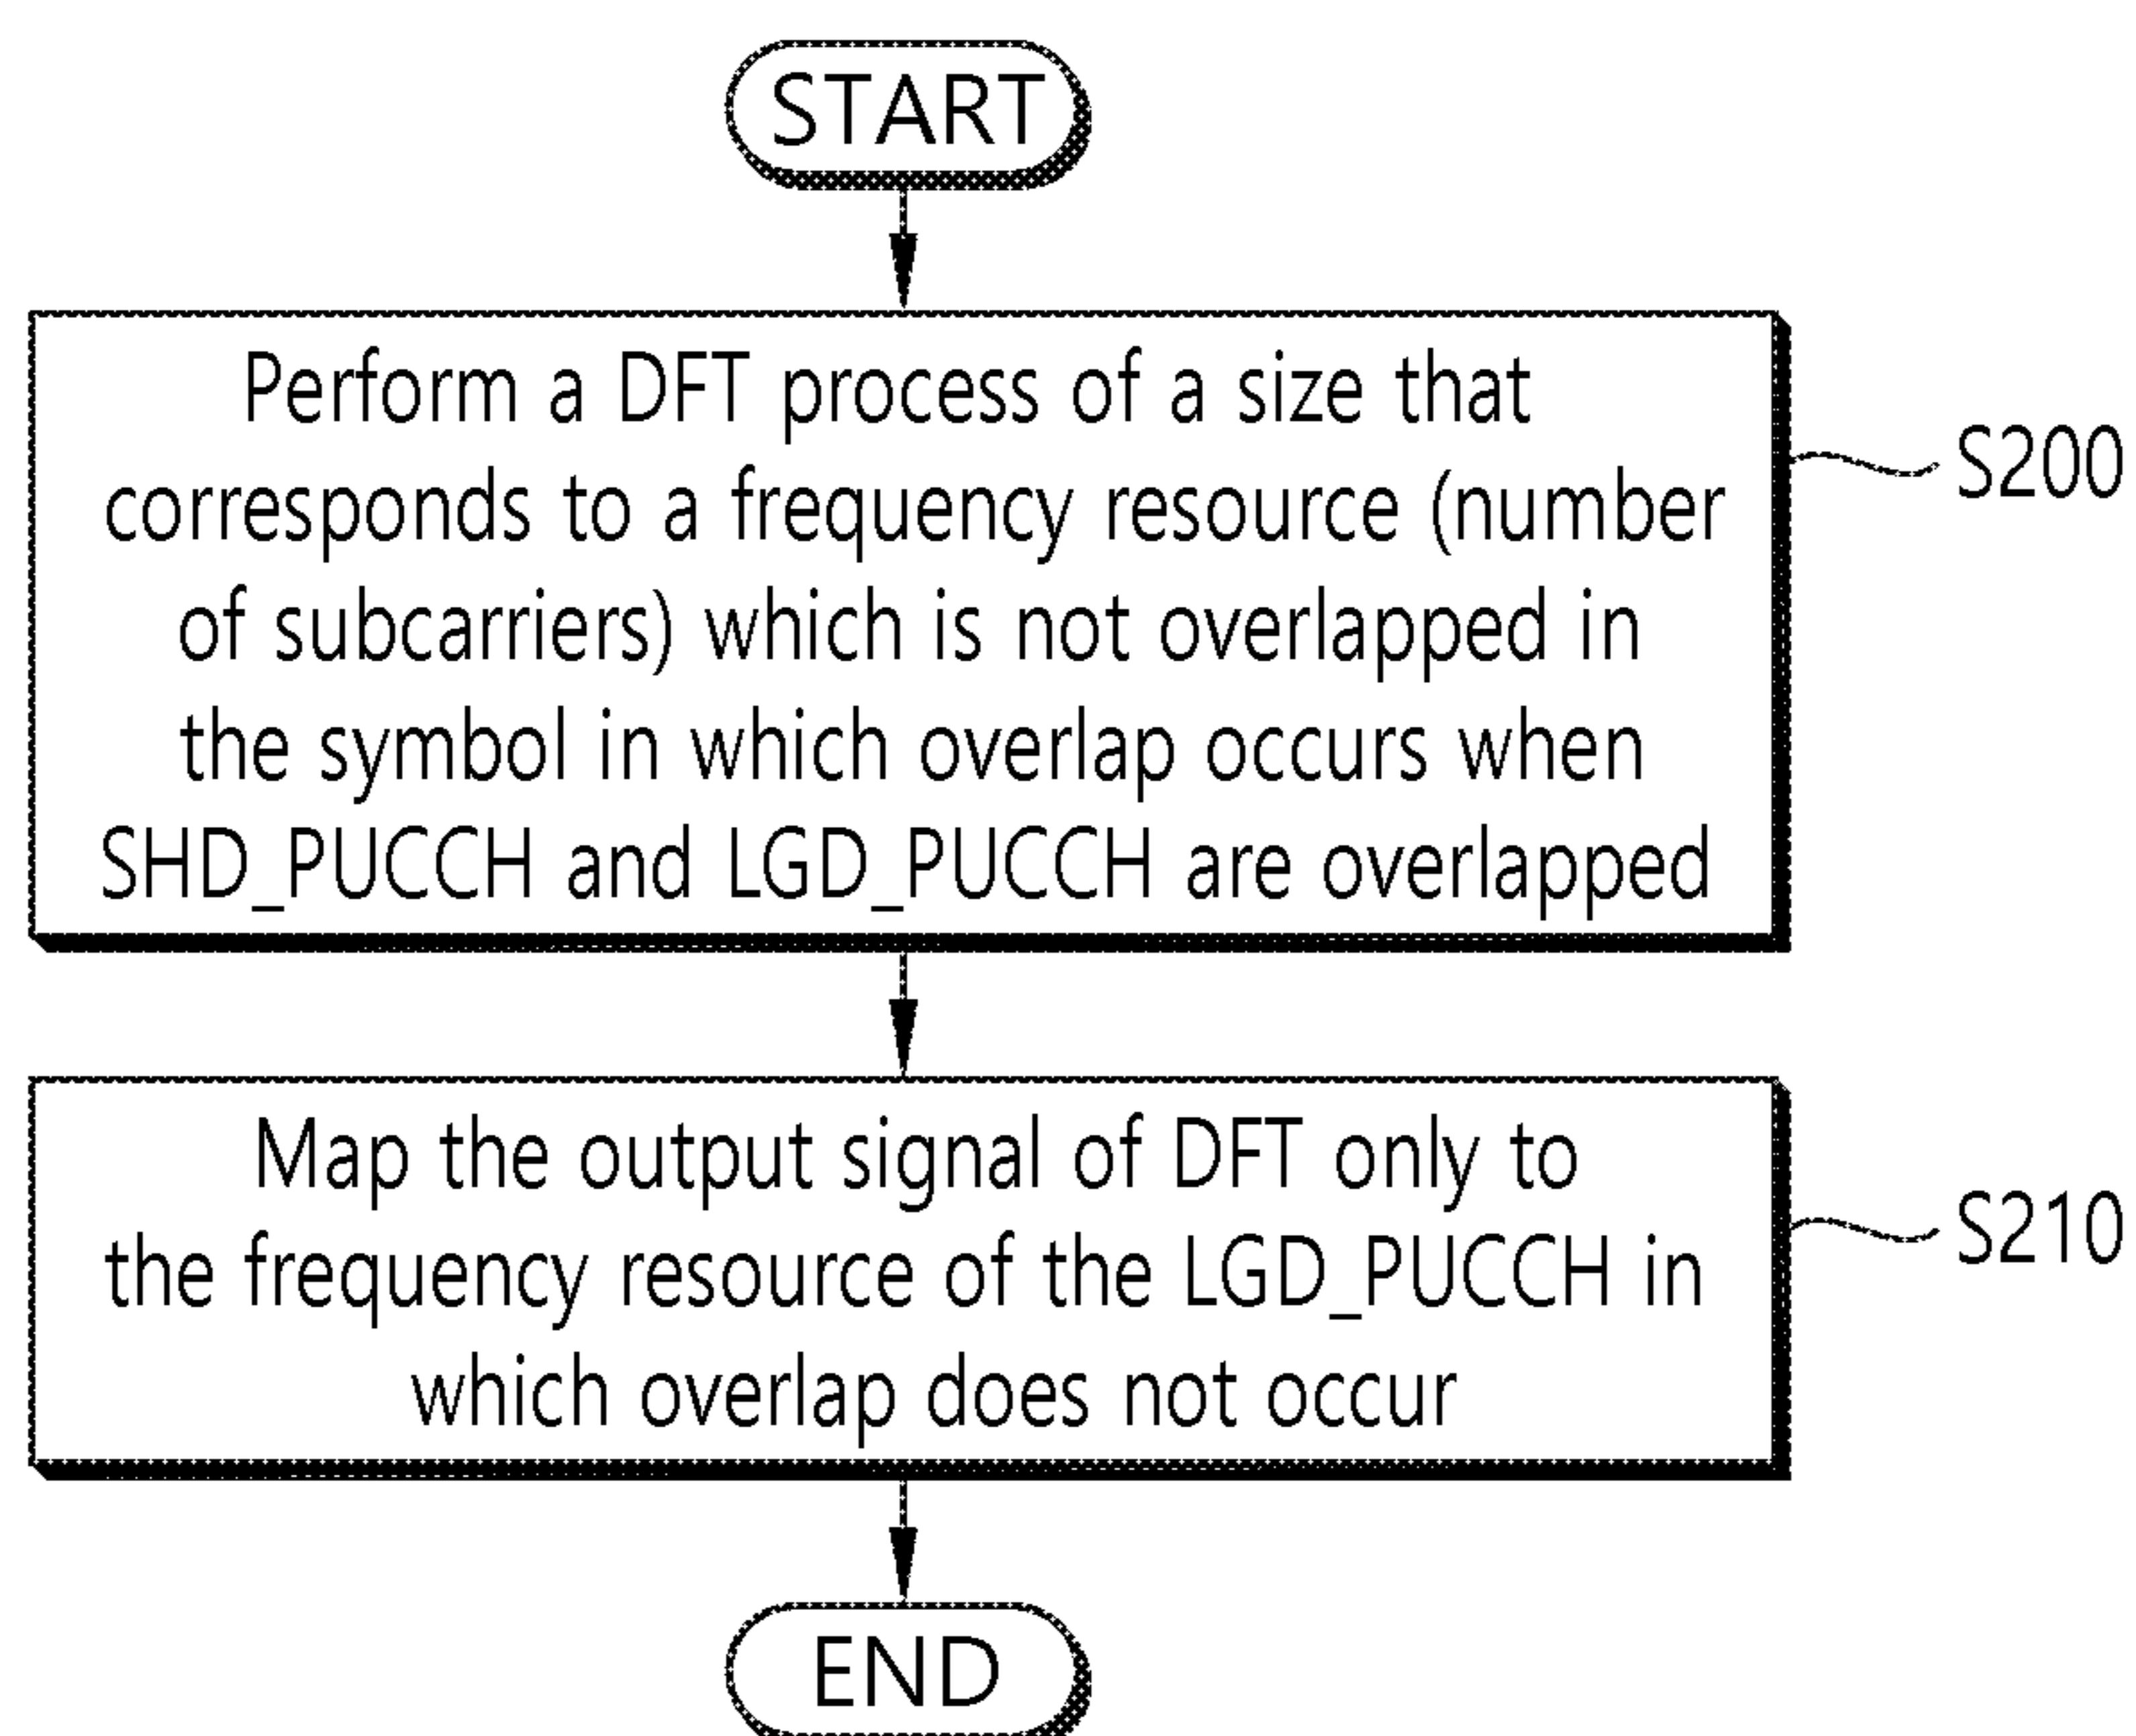 START
Perform a DFT process of a size that
corresponds to a frequency resource (number
of subcarriers) which is not overlapped in
the symbol in which overlap occurs when
SHD_PUCCH and LGD_PUCCH are overlapped
S200
Map the output signal of DFT only to
the frequency resource of the LGD_PUCCH in
which overlap does not occur
S210
END